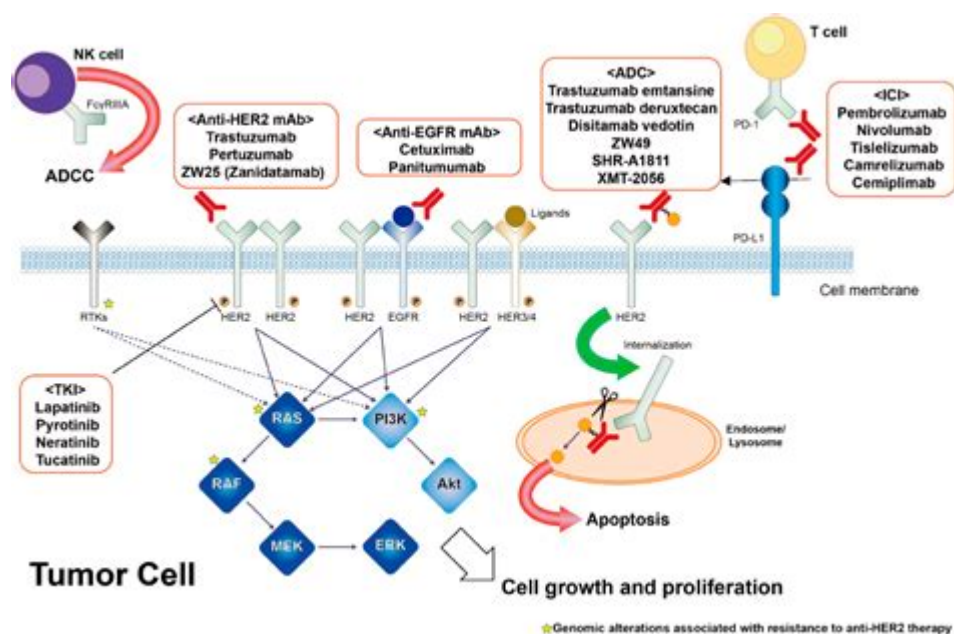 NK cell
FcγRIIIA
ADCC
<Anti-HER2 mAb>
Trastuzumab
Pertuzumab
ZW25 (Zanidatamab)
<Anti-EGFR mAb>
Cetuximab
Panitumumab
<ADC>
Trastuzumab emtansine
Trastuzumab deruxtecan
Disitamab vedotin
ZW49
SHR-A1811
XMT-2056
T cell
PD-1
<ICI>
Pembrolizumab
Nivolumab
Tislelizumab
Camrelizumab
Cemiplimab
Ligands
PD-L1
Cell membrane
RTKs
P
HER2
P
HER2
P
HER2
P
EGFR
P
HER2
P
HER3/4
HER2
Internalization
<TKI>
Lapatinib
Pyrotinib
Neratinib
Tucatinib
RAS
PI3K
RAF
Akt
MEK
ERK
Endosome/
Lysosome
Apoptosis
Tumor Cell
Cell growth and proliferation
Genomic alterations associated with resistance to anti-HER2 therapy